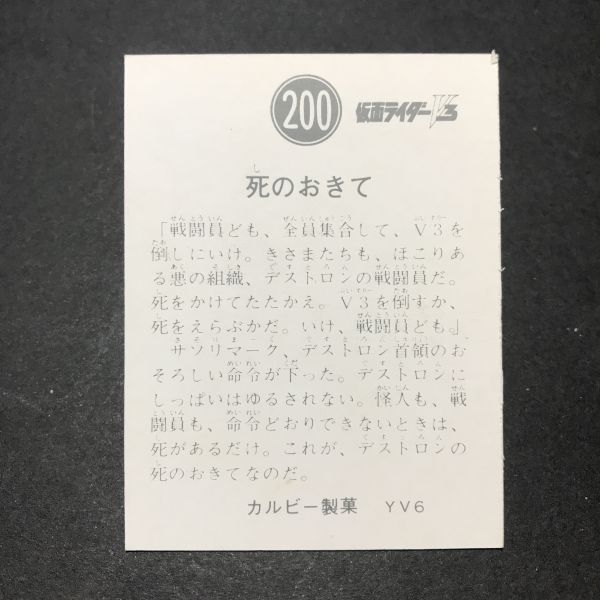 200 仮面ライダーV3
死のおきて
「戦闘員ども、全員集合して、V3を
倒しにいけ。きさまたちも、ほこりあ
る悪の組織、デストロンの戦闘員だ。
死をかけてたたかえ。V3を倒すか、
死をえらぶかだ。いけ、戦闘員ども。」
サソリマーク、デストロン首領のお
そろしい命令が下った。デストロンに
しっぱいはゆるされない。怪人も、戦
闘員も、命令どおりできないときは、
死があるだけ。これが、デストロンの
死のおきてなのだ。
カルビー製菓 YV6